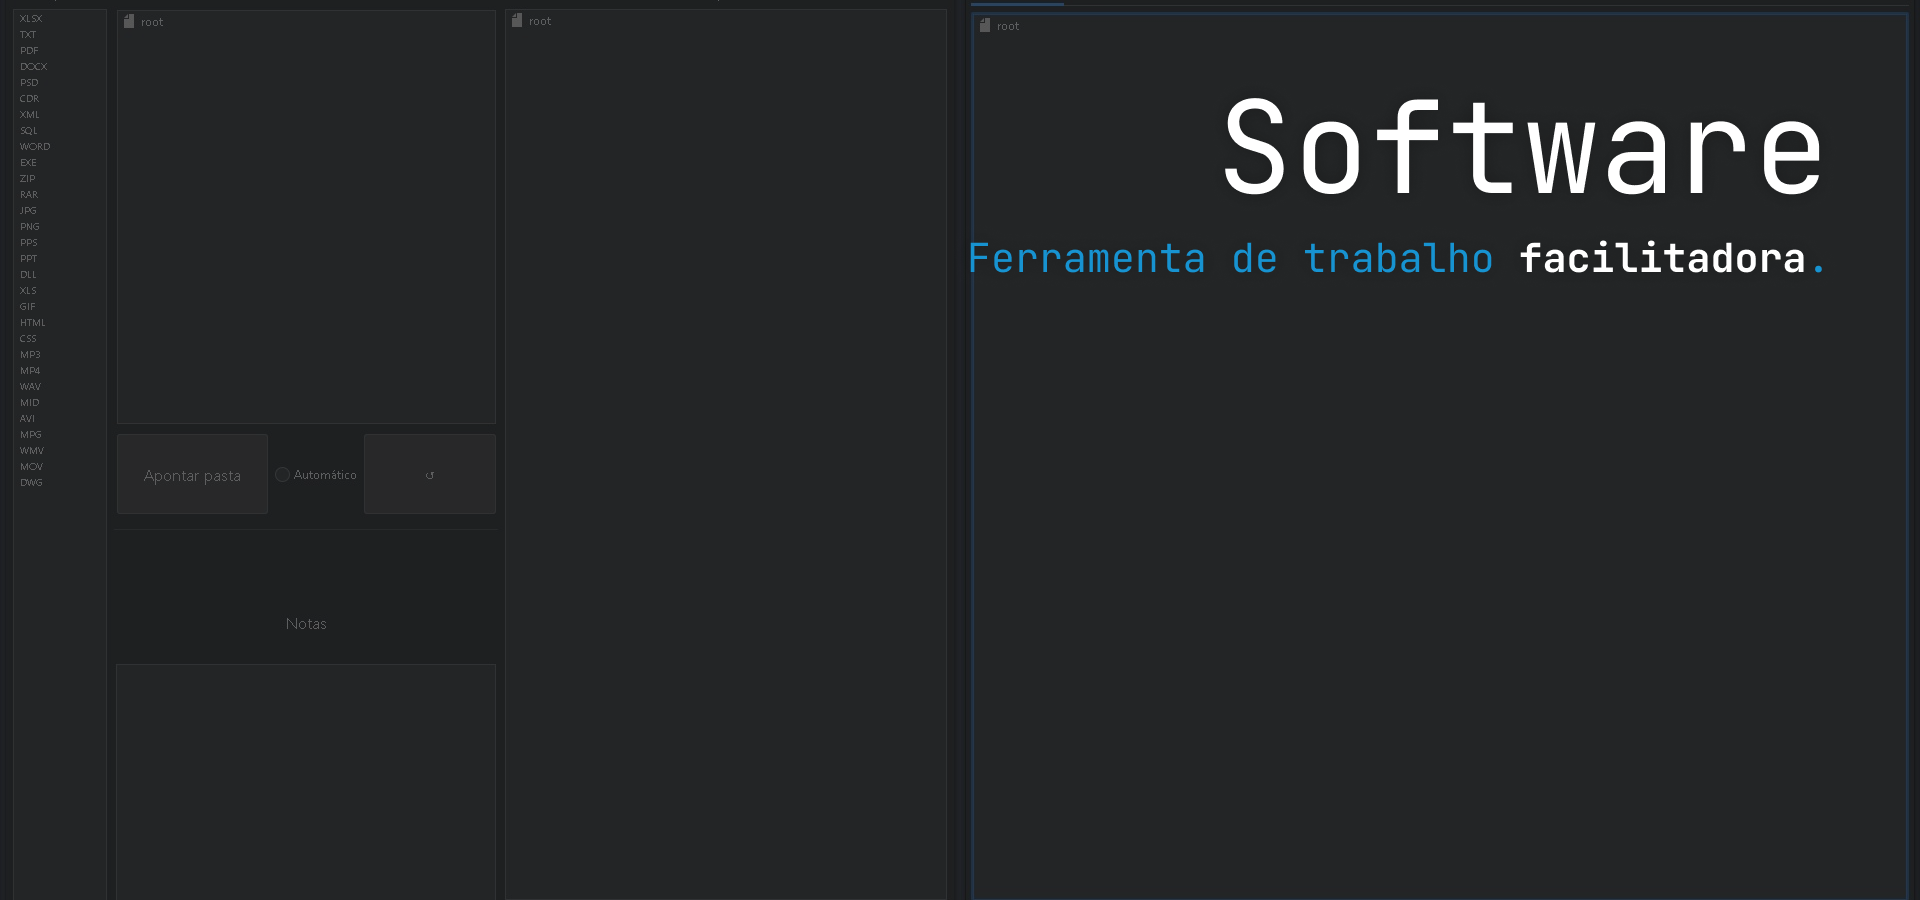 XLSX
TXT
PDF
DOCX
PSD
CDR
XML
SQL
WORD
EXE
ZIP
RAR
JPG
PNG
PPS
PPT
DLL
XLS
GIF
HTML
CSS
MP3
MP4
WAV
MID
AVI
MPG
WMV
MOV
DWG
root
Apontar pasta
Automático
↺
Notas
root
root
Software
Ferramenta de trabalho facilitadora.